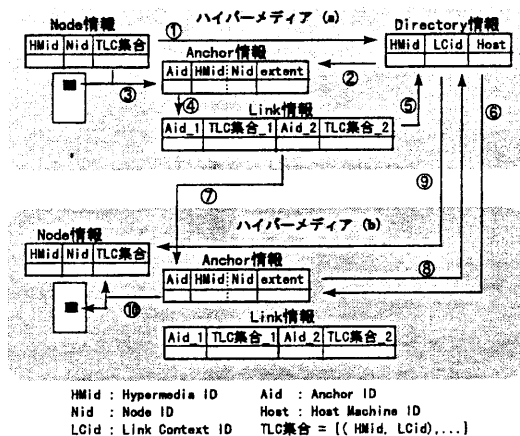 ハイパーメディア (a)
Node情報
HMid Nid TLC集合
①
Directory情報
HMid LCid Host
Anchor情報
Aid HMid Nid extent
②
③
④
⑤
⑥
Link情報
Aid_1 TLC集合_1 Aid_2 TLC集合_2
⑦
⑨
ハイパーメディア (b)
Node情報
HMid Nid TLC集合
Anchor情報
Aid HMid Nid extent
⑧
⑩
Link情報
Aid_1 TLC集合_1 Aid_2 TLC集合_2
HMid : Hypermedia ID Aid : Anchor ID
Nid : Node ID Host : Host Machine ID
LCid : Link Context ID TLC集合 = {( HMid, LCid),...}